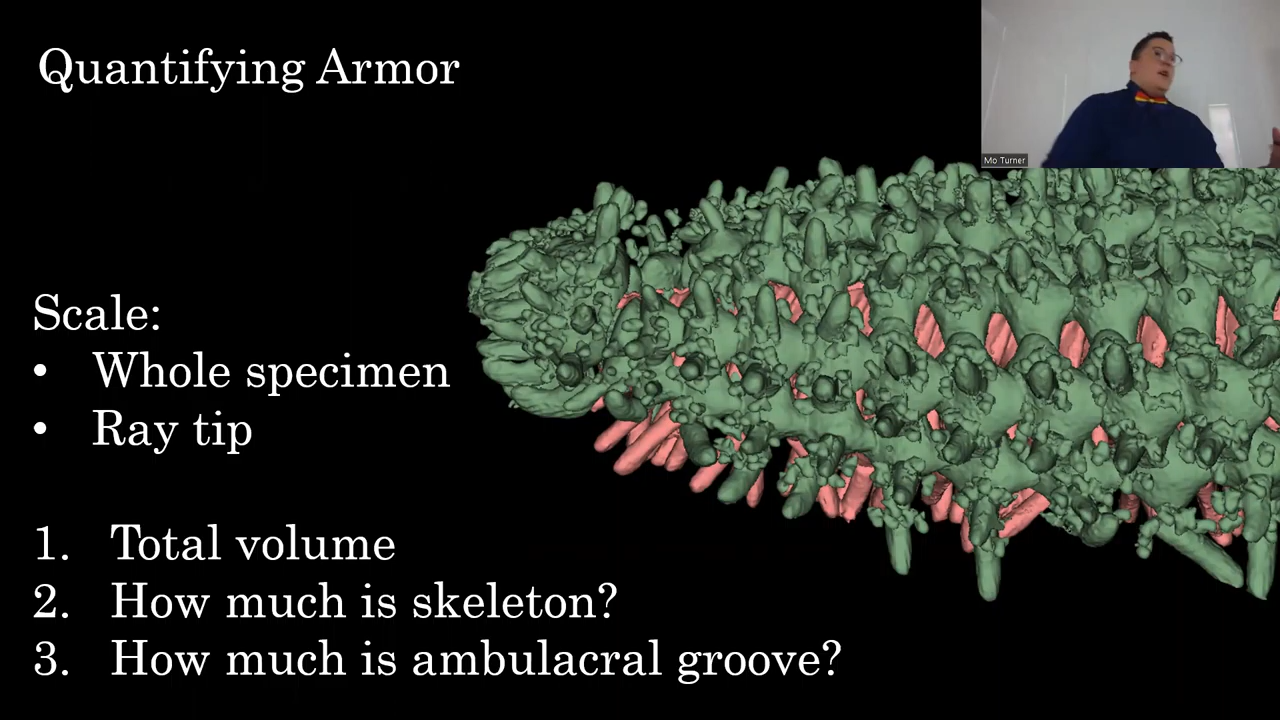 Quantifying Armor
Mo Turner
Scale:
• Whole specimen
• Ray tip
1. Total volume
2. How much is skeleton?
3. How much is ambulacral groove?